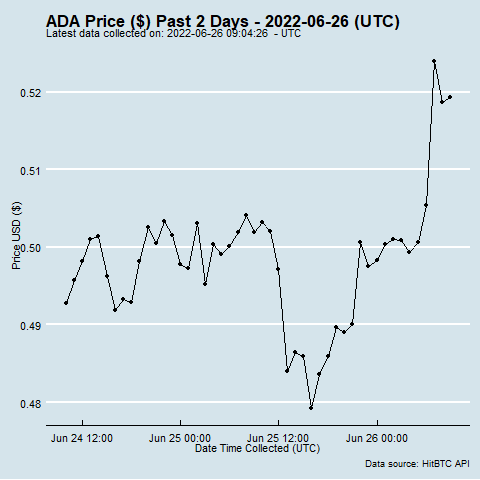 ADA Price ($) Past 2 Days - 2022-06-26 (UTC)
Latest data collected on: 2022-06-26 09:04:26  - UTC
0.52
0.51
0.50
0.49
0.48
Price USD ($)
Jun 24 12:00
Jun 25 00:00
Jun 25 12:00
Jun 26 00:00
Date Time Collected (UTC)
Data source: HitBTC API